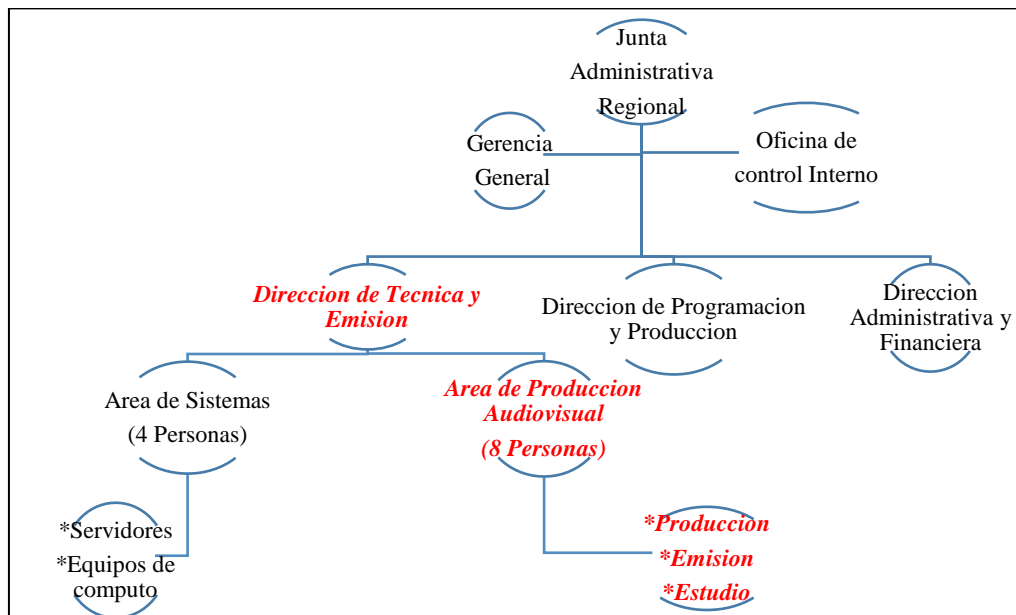 Junta
Administrativa
Regional
Gerencia
General
Oficina de
control Interno
Direccion de Tecnica y
Emision
Direccion de Programacion
y Produccion
Direccion
Administrativa y
Financiera
Area de Sistemas
(4 Personas)
Area de Produccion
Audiovisual
(8 Personas)
*Servidores
*Equipos de
computo
*Produccion
*Emision
*Estudio